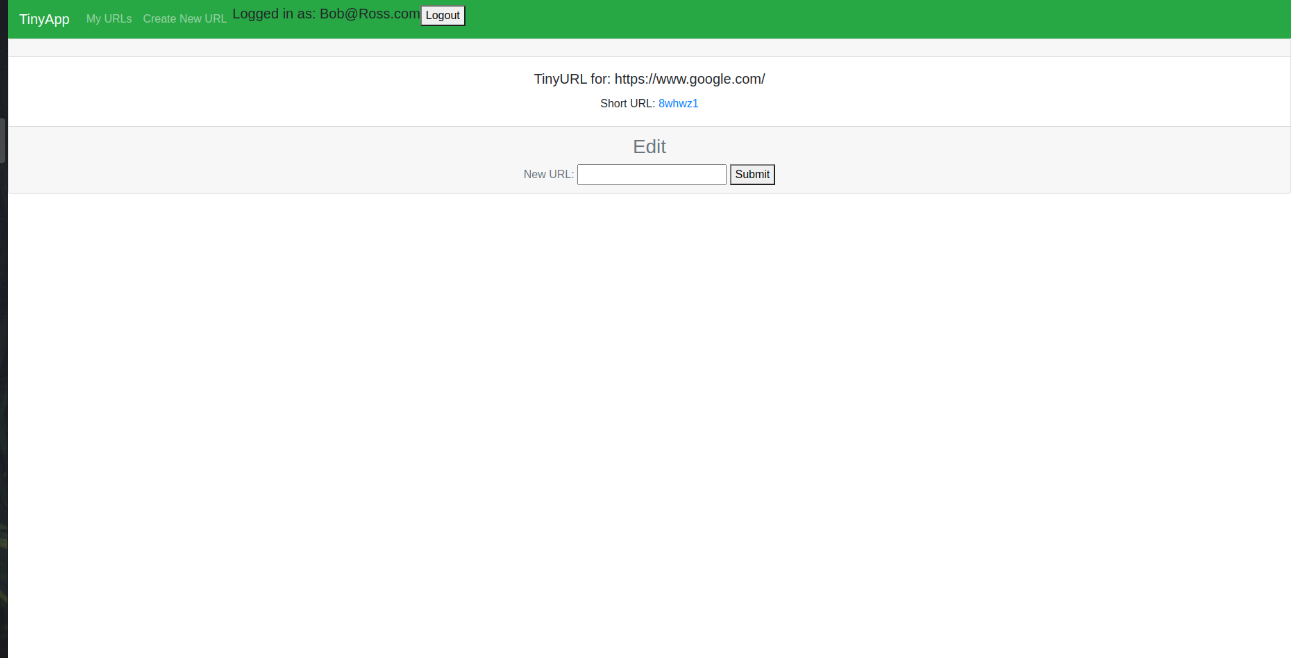 TinyApp My URLs Create New URL Logged in as: Bob@Ross.com Logout
TinyURL for: https://www.google.com/
Short URL: 8whwz1
Edit
New URL: Submit